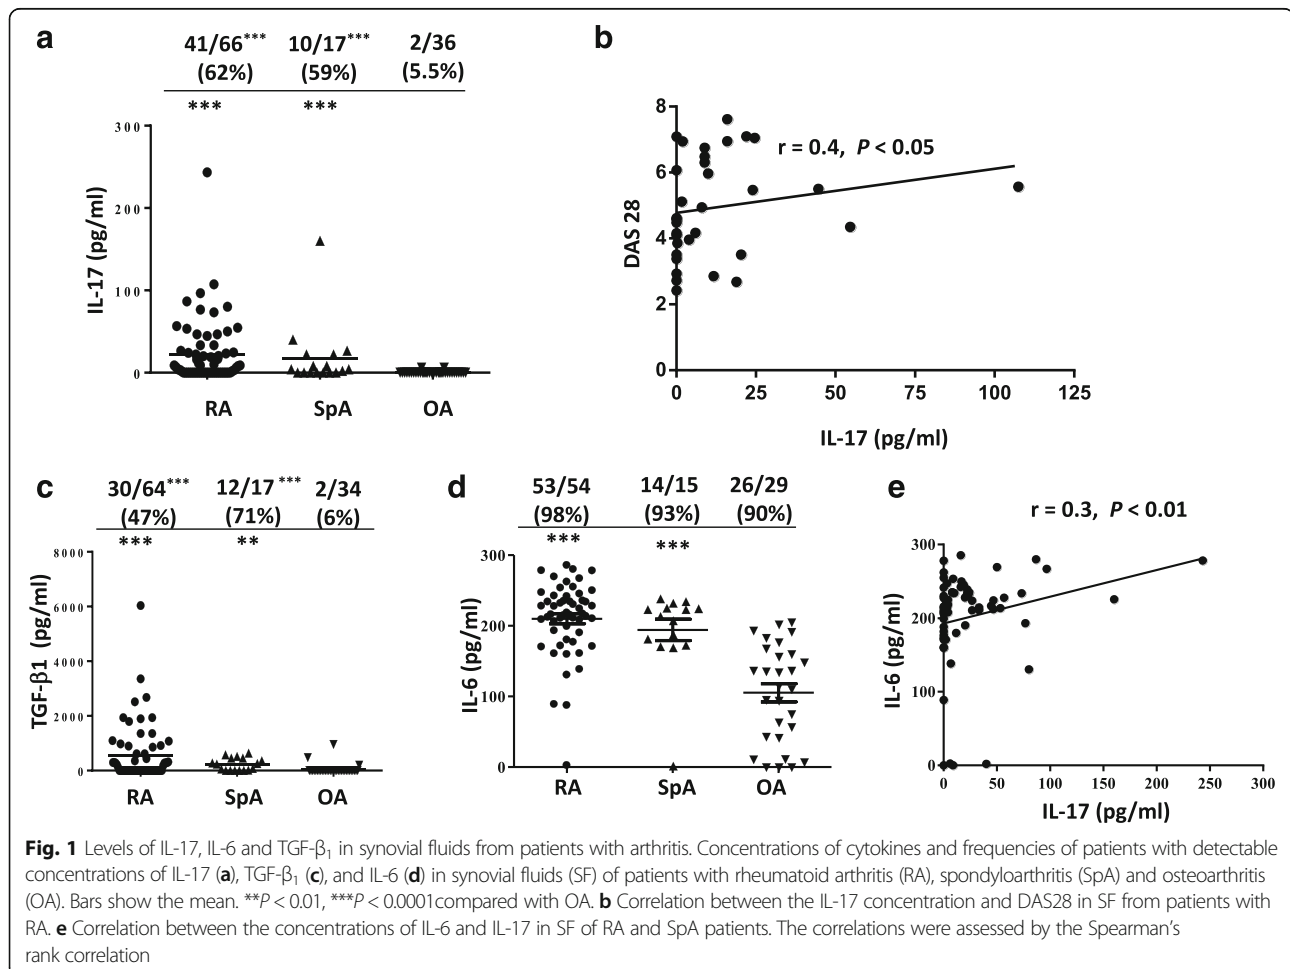 a
41/66*** 10/17*** 2/36
(62%) (59%) (5.5%)
*** ***
300
200
100
0
IL-17 (pg/ml)
RA SpA OA
b
8
6
4
2
0
DAS 28
r = 0.4, P < 0.05
0 25 50 75 100 125
IL-17 (pg/ml)
c
30/64*** 12/17 *** 2/34
(47%) (71%) (6%)
*** **
8000
6000
4000
2000
0
TGF-β1 (pg/ml)
RA SpA OA
d
53/54 14/15 26/29
(98%) (93%) (90%)
*** ***
300
200
100
0
IL-6 (pg/ml)
RA SpA OA
e
r = 0.3, P < 0.01
300
200
100
0
IL-6 (pg/ml)
0 50 100 150 200 250 300
IL-17 (pg/ml)
Fig. 1 Levels of IL-17, IL-6 and TGF-β₁ in synovial fluids from patients with arthritis. Concentrations of cytokines and frequencies of patients with detectable
concentrations of IL-17 (a), TGF-β₁ (c), and IL-6 (d) in synovial fluids (SF) of patients with rheumatoid arthritis (RA), spondyloarthritis (SpA) and osteoarthritis
(OA). Bars show the mean. **P < 0.01, ***P < 0.0001compared with OA. b Correlation between the IL-17 concentration and DAS28 in SF from patients with
RA. e Correlation between the concentrations of IL-6 and IL-17 in SF of RA and SpA patients. The correlations were assessed by the Spearman's
rank correlation